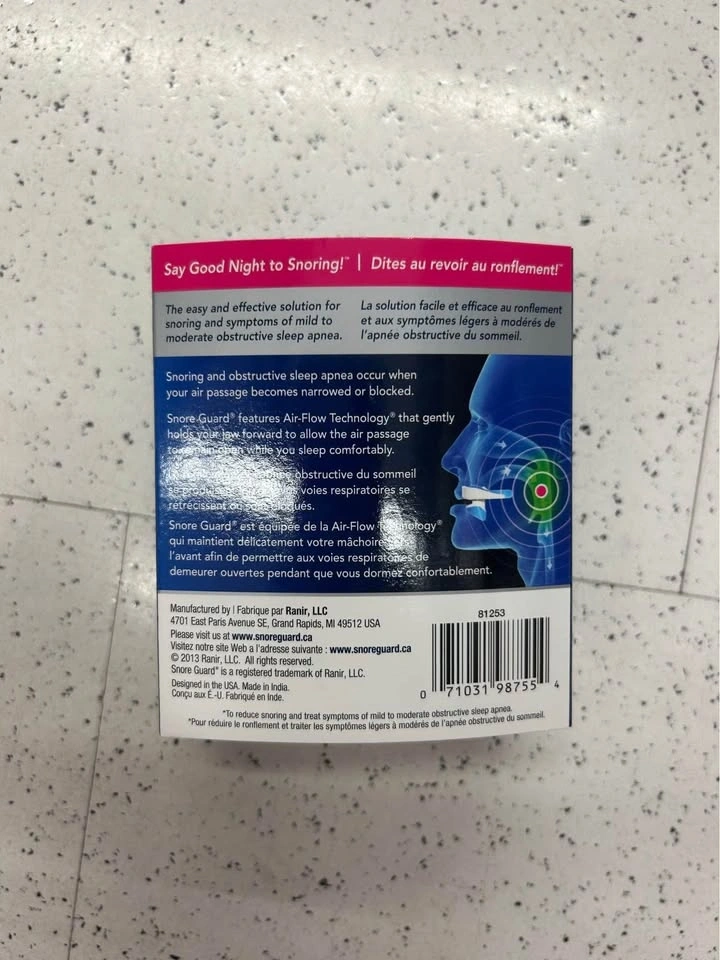 Say Good Night to Snoring!™ | Dites au revoir au ronflement!™
The easy and effective solution for
snoring and symptoms of mild to
moderate obstructive sleep apnea.
La solution facile et efficace au ronflement
et aux symptômes légers à modérés de
l'apnée obstructive du sommeil.
Snoring and obstructive sleep apnea occur when
your air passage becomes narrowed or blocked.
Snore Guard® features Air-Flow Technology® that gently
holds your jaw forward to allow the air passage
to remain open while you sleep comfortably.
obstructive du sommeil
se voies respiratoires se
rétrécissent ou sont bloqués.
Snore Guard® est équipée de la Air-Flow Technology®
qui maintient délicatement votre mâchoire
l'avant afin de permettre aux voies respiratoires de
demeurer ouvertes pendant que vous dormez confortablement.
Manufactured by | Fabrique par Ranir, LLC
4701 East Paris Avenue SE, Grand Rapids, MI 49512 USA
Please visit us at www.snoreguard.ca
Visitez notre site Web a l'adresse suivante : www.snoreguard.ca
© 2013 Ranir, LLC. All rights reserved.
Snore Guard® is a registered trademark of Ranir, LLC.
Designed in the USA. Made in India.
Conçu aux É.-U. Fabriqué en Inde.
81253
0 71031 98755 4
*To reduce snoring and treat symptoms of mild to moderate obstructive sleep apnea.
*Pour réduire le ronflement et traiter les symptômes légers à modérés de l'apnée obstructive du sommeil.